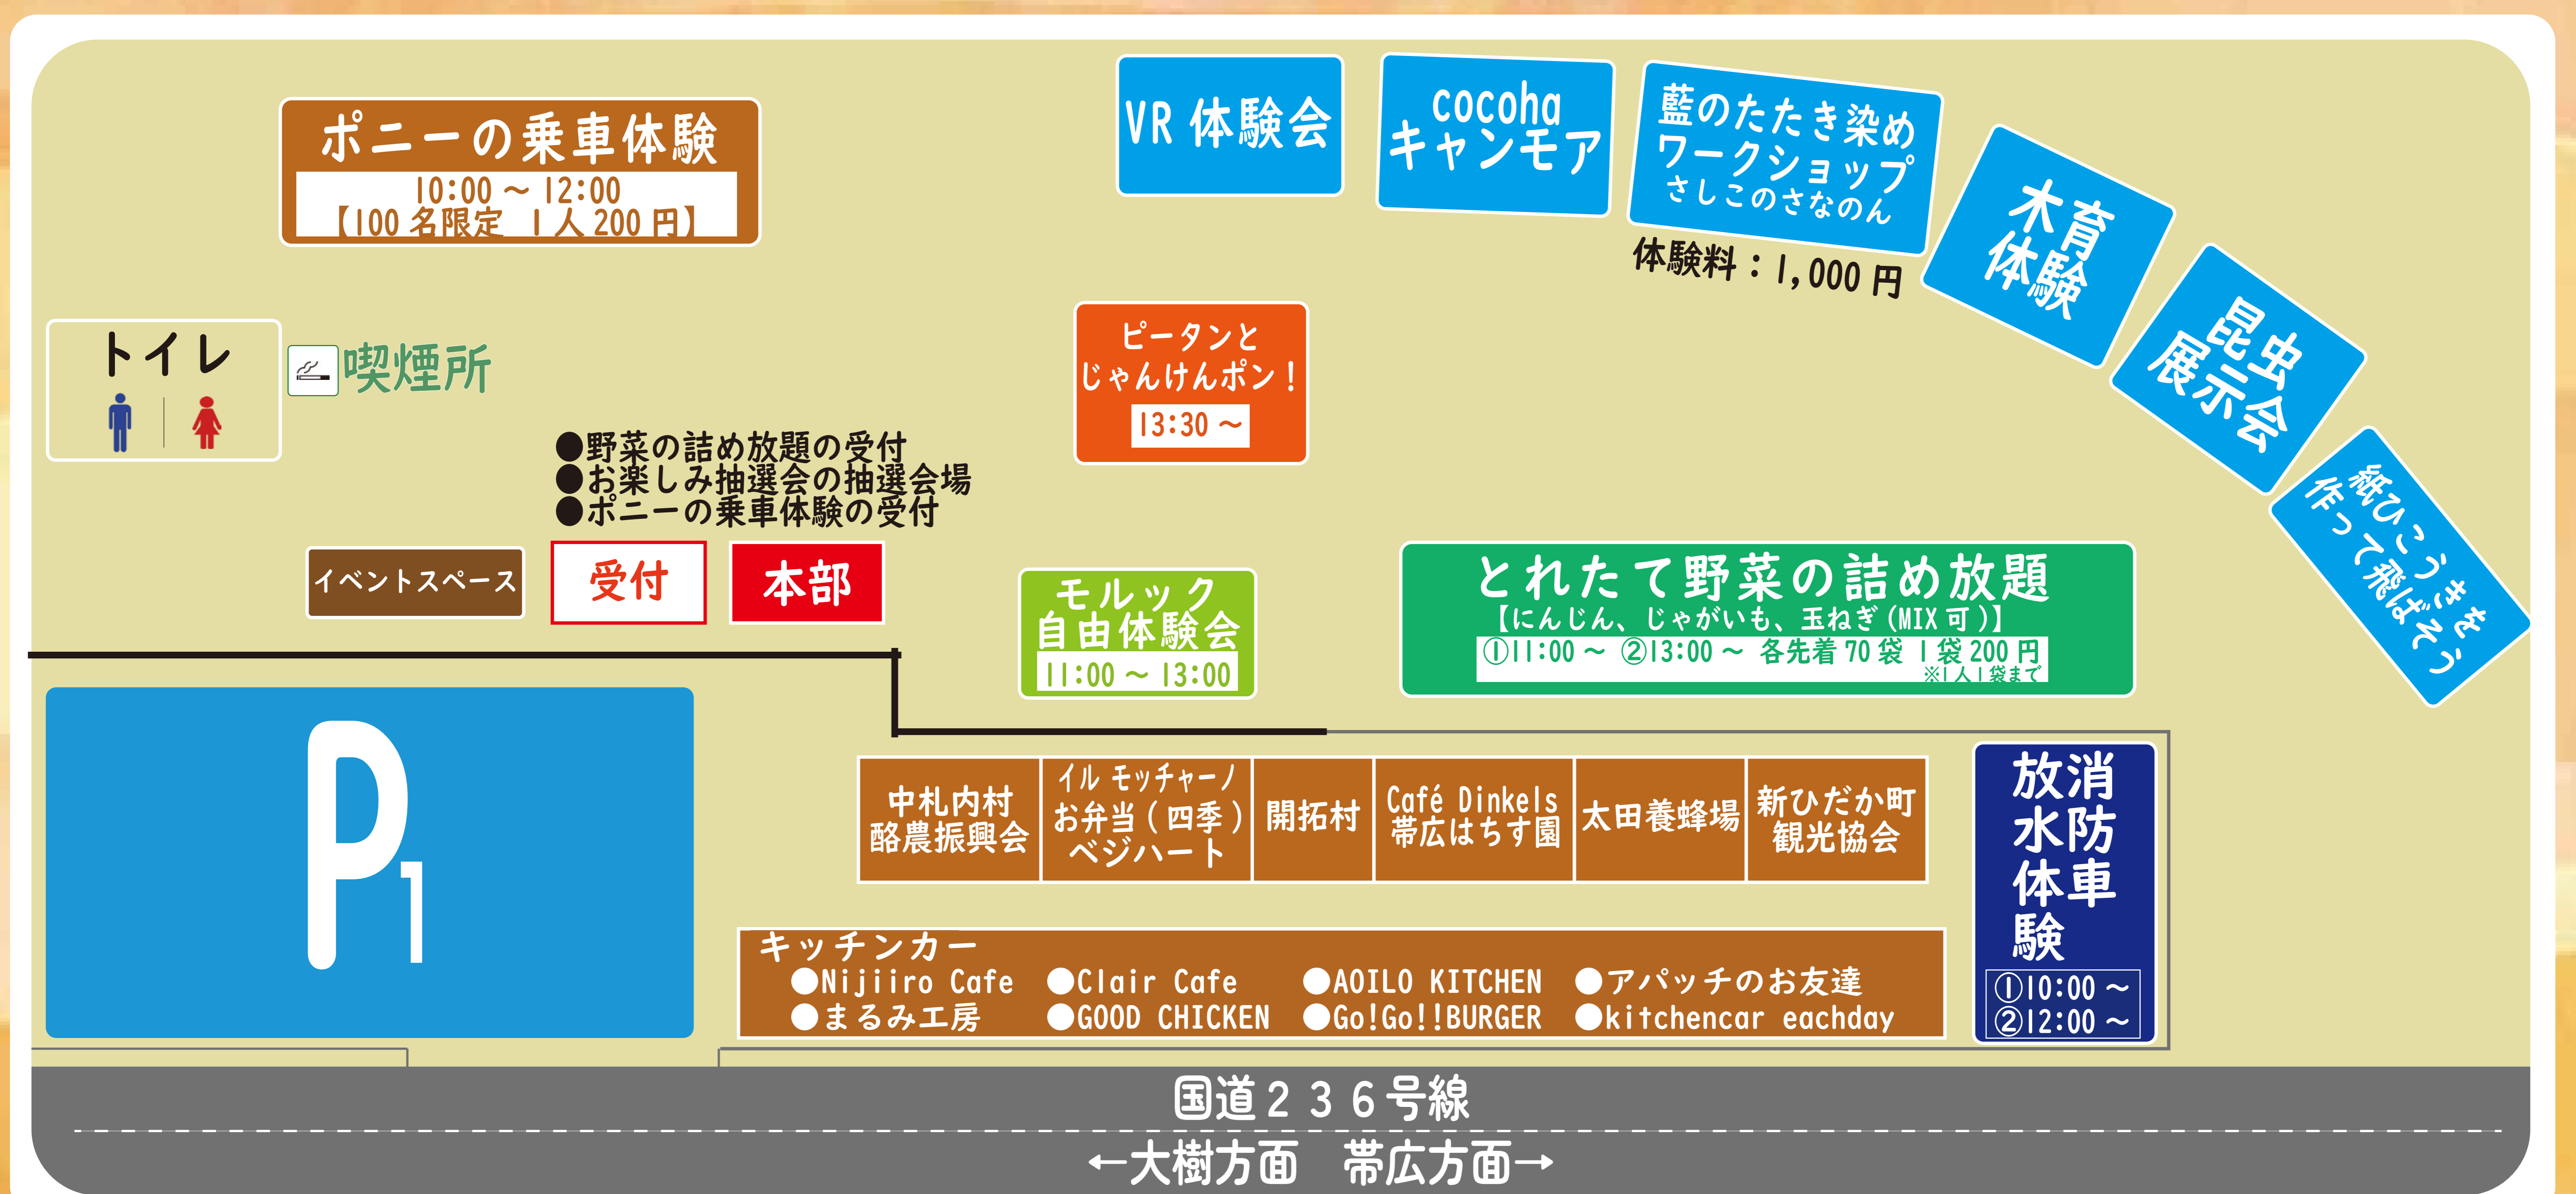 VR 体験会
cocoha
キャンモア
藍のたたき染め
ワークショップ
さしこのさなのん
体験料：1,000 円
木育
体験
昆虫
展示会
紙ひこうきを
作って飛ばそう
ポニーの乗車体験
10:00 ～ 12:00
【100 名限定　1 人 200 円】
トイレ
喫煙所
ピータンと
じゃんけんポン！
13:30 ～
●野菜の詰め放題の受付
●お楽しみ抽選会の抽選会場
●ポニーの乗車体験の受付
イベントスペース
受付
本部
モルック
自由体験会
11:00 ～ 13:00
とれたて野菜の詰め放題
【にんじん、じゃがいも、玉ねぎ (MIX 可 )】
①11:00 ～ ②13:00 ～ 各先着 70 袋 1 袋 200 円
※1人1袋まで
P1
中札内村
酪農振興会
イル モッチャーノ
お弁当 ( 四季 )
ベジハート
開拓村
Café Dinkels
帯広はちす園
太田養蜂場
新ひだか町
観光協会
消防車
放水体験
①10:00 ～
②12:00 ～
キッチンカー
●Nijiiro Cafe ●Clair Cafe ●AOILO KITCHEN ●アパッチのお友達
●まるみ工房 ●GOOD CHICKEN ●Go!Go!!BURGER ●kitchencar eachday
国道２３６号線
←大樹方面　帯広方面→